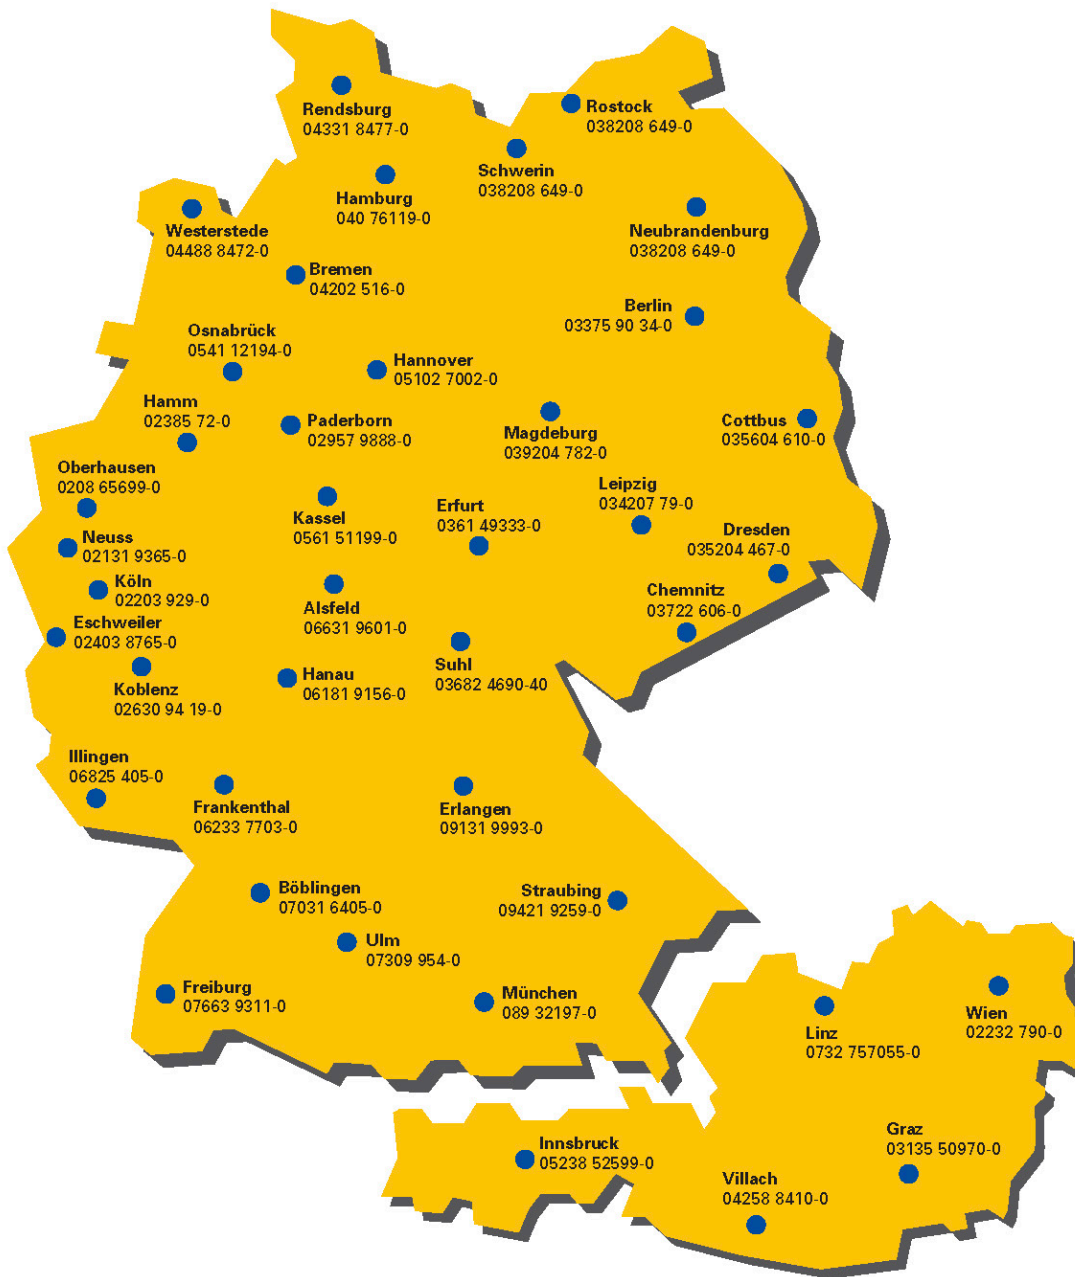 Rendsburg
04331 8477-0
Rostock
038208 649-0
Schwerin
038208 649-0
Hamburg
040 76119-0
Westerstede
04488 8472-0
Neubrandenburg
038208 649-0
Bremen
04202 516-0
Berlin
03375 90 34-0
Osnabrück
0541 12194-0
Hannover
05102 7002-0
Hamm
02385 72-0
Paderborn
02957 9888-0
Magdeburg
039204 782-0
Cottbus
035604 610-0
Oberhausen
0208 65699-0
Leipzig
034207 79-0
Kassel
0561 51199-0
Erfurt
0361 49333-0
Neuss
02131 9365-0
Dresden
035204 467-0
Köln
02203 929-0
Alsfeld
06631 9601-0
Chemnitz
03722 606-0
Eschweiler
02403 8765-0
Suhl
03682 4690-40
Koblenz
02630 94 19-0
Hanau
06181 9156-0
Illingen
06825 405-0
Frankenthal
06233 7703-0
Erlangen
09131 9993-0
Böblingen
07031 6405-0
Straubing
09421 9259-0
Ulm
07309 954-0
Freiburg
07663 9311-0
München
089 32197-0
Linz
0732 757055-0
Wien
02232 790-0
Innsbruck
05238 52599-0
Graz
03135 50970-0
Villach
04258 8410-0